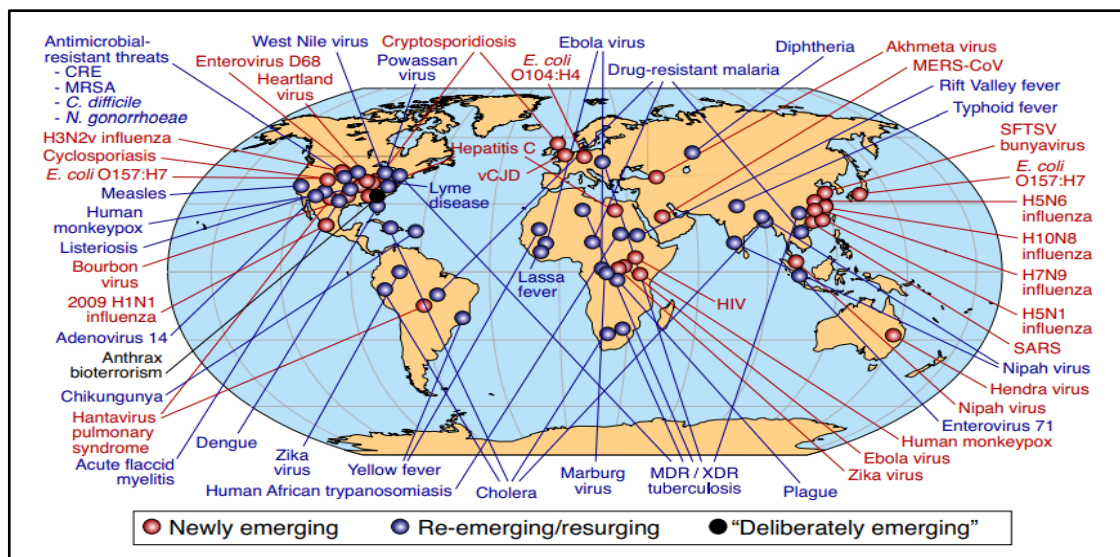 Antimicrobial-
resistant threats
- CRE
- MRSA
- C. difficile
- N. gonorrhoeae
H3N2v influenza
Cyclosporiasis
E. coli O157:H7
Measles
Human
monkeypox
Listeriosis
Bourbon
virus
2009 H1N1
influenza
Adenovirus 14
Anthrax
bioterrorism
Chikungunya
Hantavirus
pulmonary
syndrome
Acute flaccid
myelitis
West Nile virus
Enterovirus D68
Heartland
virus
Cryptosporidiosis
Powassan
virus
E. coli
O104:H4
Ebola virus
Drug-resistant malaria
Diphtheria
Akhmeta virus
MERS-CoV
Rift Valley fever
Typhoid fever
SFTSV
bunyavirus
E. coli
O157:H7
H5N6
influenza
H10N8
influenza
H7N9
influenza
H5N1
influenza
SARS
Nipah virus
Hendra virus
Nipah virus
Enterovirus 71
Human monkeypox
Ebola virus
Zika virus
Hepatitis C
vCJD
Lyme
disease
Lassa
fever
HIV
Dengue
Zika
virus
Yellow fever
Human African trypanosomiasis
Cholera
Marburg
virus
MDR / XDR
tuberculosis
Plague
Newly emerging
Re-emerging/resurging
“Deliberately emerging”